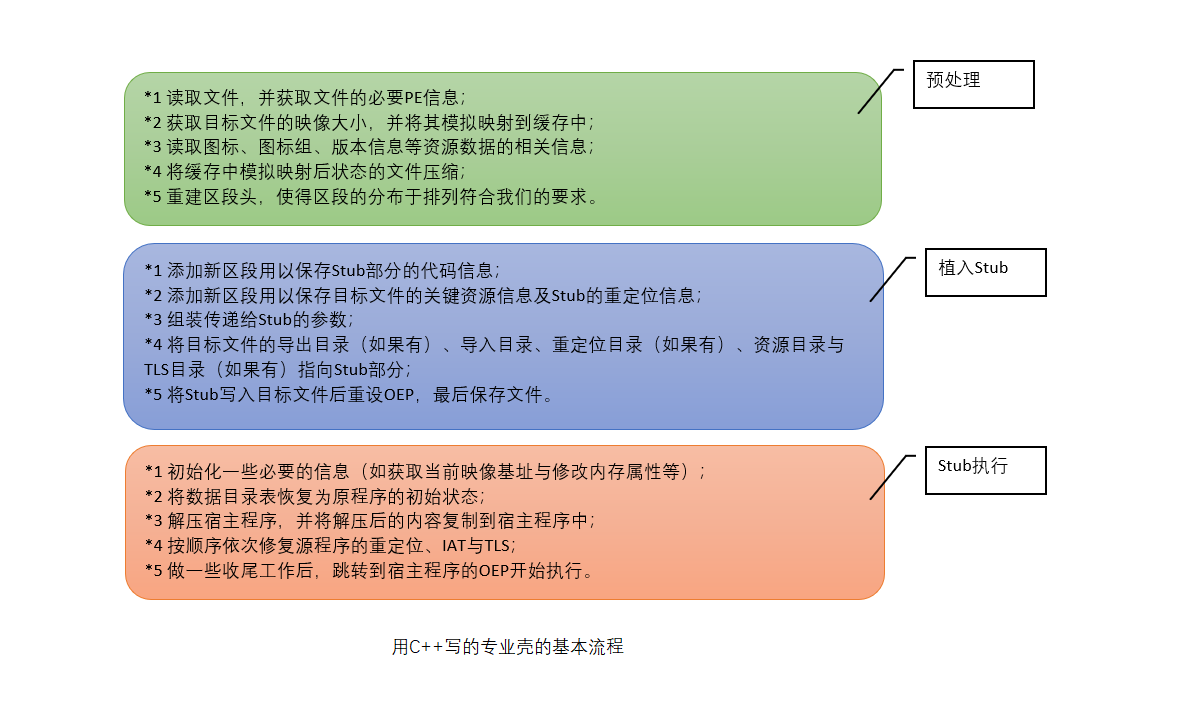 预处理
*1 读取文件，并获取文件的必要PE信息；
*2 获取目标文件的映像大小，并将其模拟映射到缓存中；
*3 读取图标、图标组、版本信息等资源数据的相关信息；
*4 将缓存中模拟映射后状态的文件压缩；
*5 重建区段头，使得区段的分布于排列符合我们的要求。
植入Stub
*1 添加新区段用以保存Stub部分的代码信息；
*2 添加新区段用以保存目标文件的关键资源信息及Stub的重定位信息；
*3 组装传递给Stub的参数；
*4 将目标文件的导出目录（如果有）、导入目录、重定位目录（如果有）、资源目录与
TLS目录（如果有）指向Stub部分；
*5 将Stub写入目标文件后重设OEP，最后保存文件。
Stub执行
*1 初始化一些必要的信息（如获取当前映像基址与修改内存属性等）；
*2 将数据目录表恢复为原程序的初始状态；
*3 解压宿主程序，并将解压后的内容复制到宿主程序中；
*4 按顺序依次修复源程序的重定位、IAT与TLS；
*5 做一些收尾工作后，跳转到宿主程序的OEP开始执行。
用C++写的专业壳的基本流程